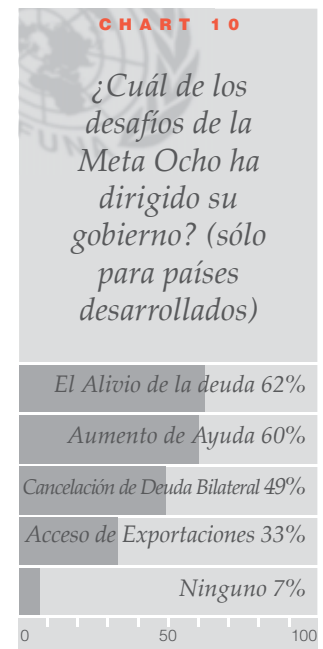 CHART 10
¿Cuál de los
desafíos de la
Meta Ocho ha
dirigido su
gobierno? (sólo
para países
desarrollados)
El Alivio de la deuda 62%
Aumento de Ayuda 60%
Cancelación de Deuda Bilateral 49%
Acceso de Exportaciones 33%
Ninguno 7%
0 50 100